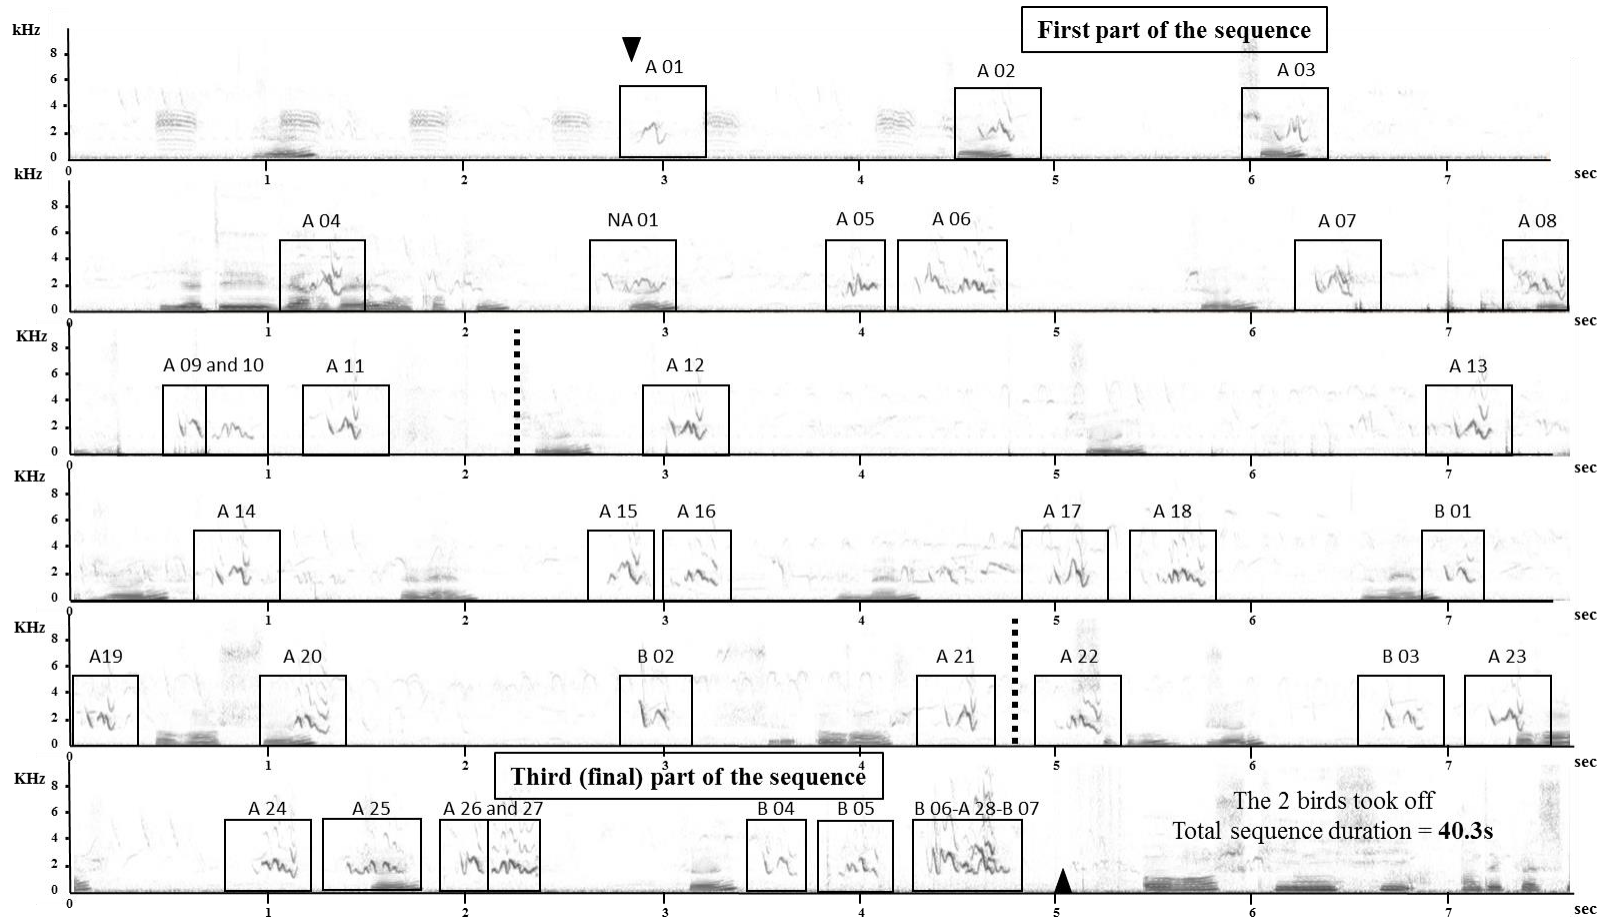 kHz
First part of the sequence
8
6
4
2
0
A 01
A 02
A 03
0 1 2 3 4 5 6 7 sec
kHz
8
6
4
2
0
A 04
NA 01
A 05
A 06
A 07
A 08
0 1 2 3 4 5 6 7 sec
KHz
8
6
4
2
0
A 09 and 10
A 11
A 12
A 13
0 1 2 3 4 5 6 7 sec
KHz
8
6
4
2
0
A 14
A 15
A 16
A 17
A 18
B 01
0 1 2 3 4 5 6 7 sec
KHz
8
6
4
2
0
A19
A 20
B 02
A 21
A 22
B 03
A 23
0 1 2 3 4 5 6 7 sec
KHz
Third (final) part of the sequence
8
6
4
2
0
A 24
A 25
A 26 and 27
B 04
B 05
B 06-A 28-B 07
The 2 birds took off
Total sequence duration = 40.3s
0 1 2 3 4 5 6 7 sec